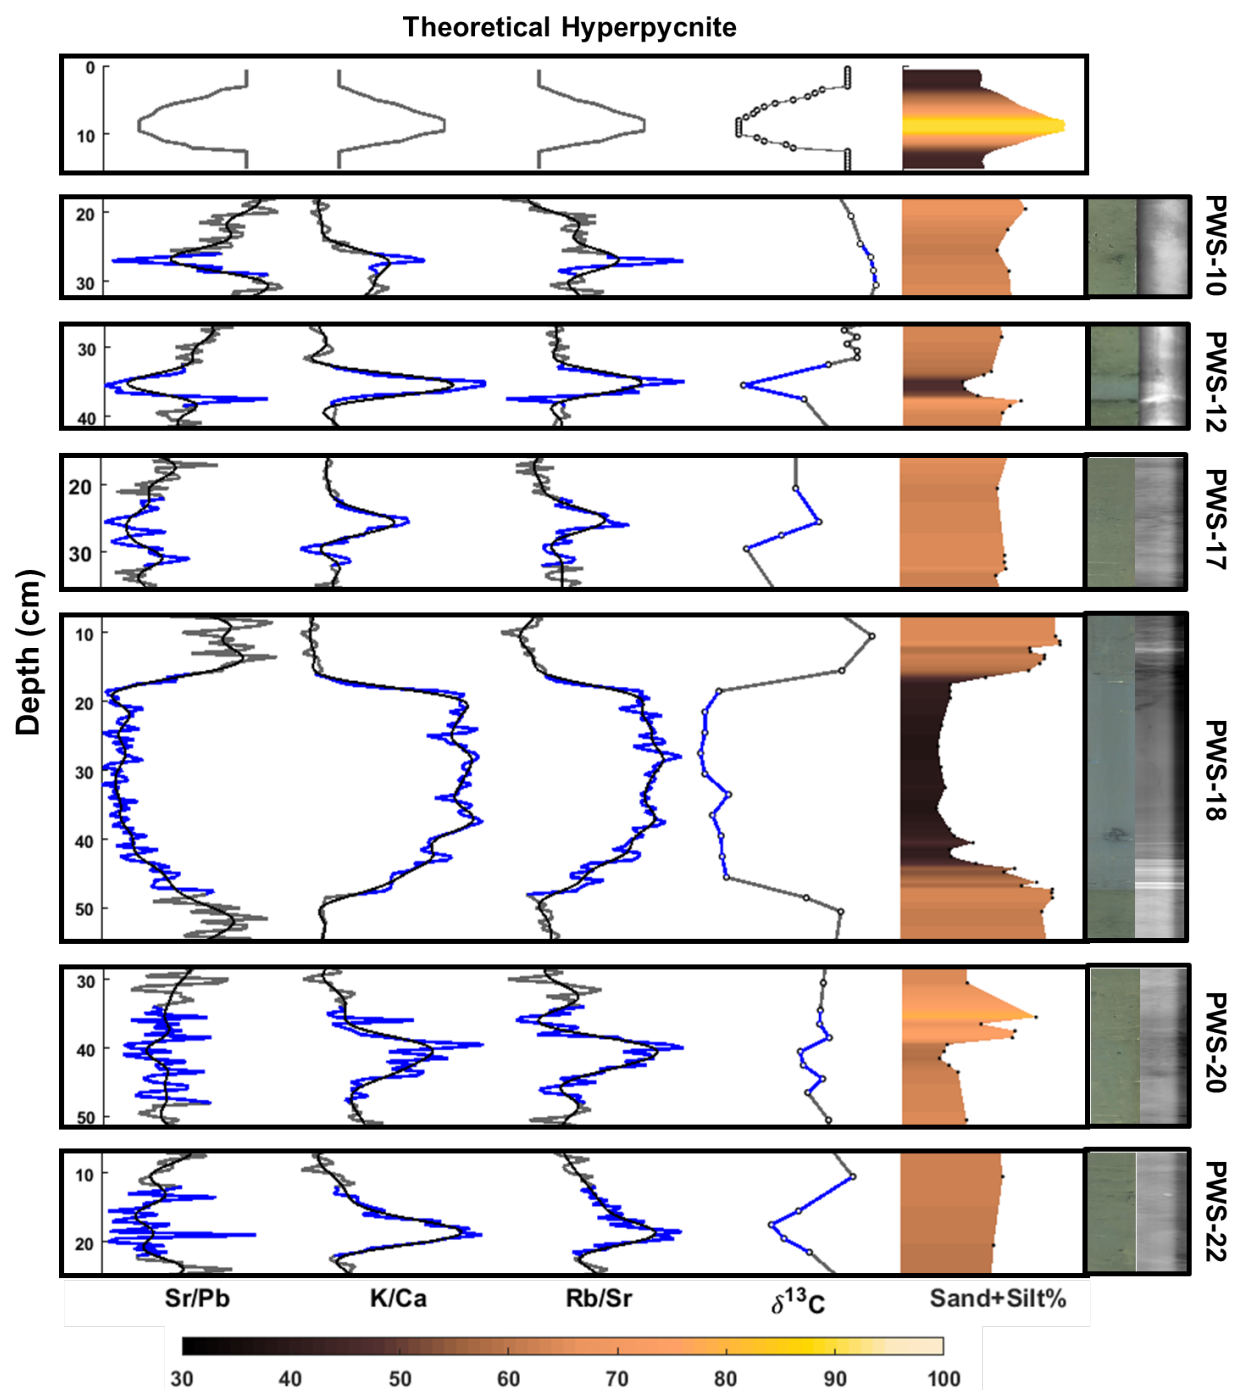 Theoretical Hyperpycnite
0
10
20
30
PWS-10
30
40
PWS-12
20
30
PWS-17
Depth (cm)
10
20
30
40
50
PWS-18
30
40
50
PWS-20
10
20
PWS-22
Sr/Pb K/Ca Rb/Sr δ¹³C Sand+Silt%
30 40 50 60 70 80 90 100